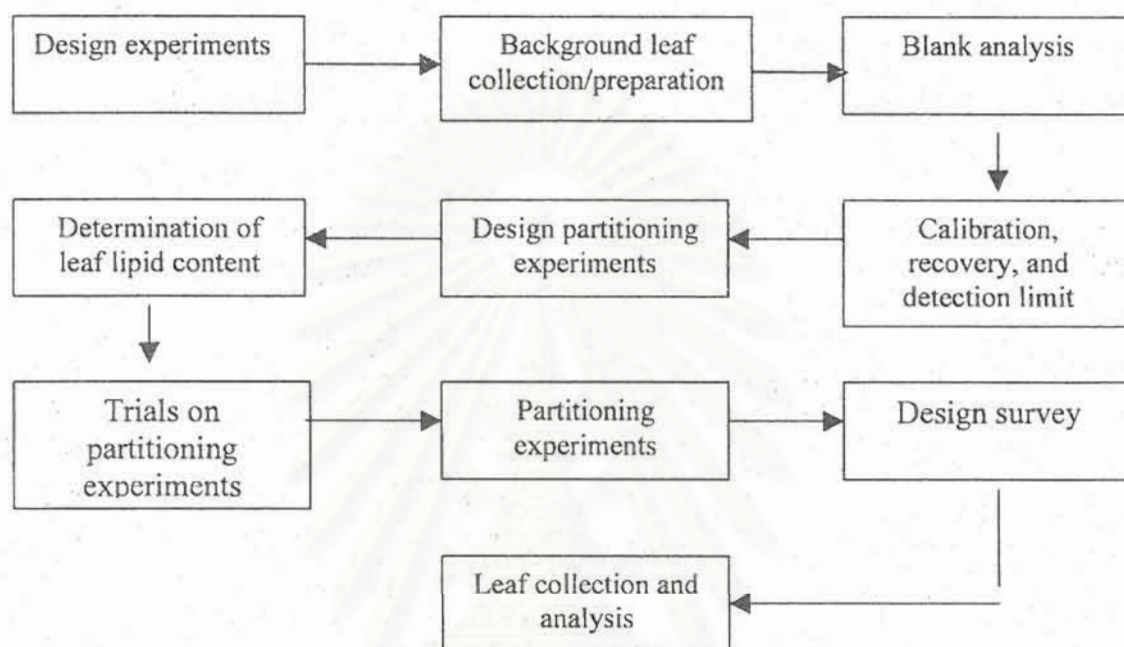 Design experiments
Background leaf
collection/preparation
Blank analysis
Calibration,
recovery, and
detection limit
Design partitioning
experiments
Determination of
leaf lipid content
Trials on
partitioning
experiments
Partitioning
experiments
Design survey
Leaf collection and
analysis